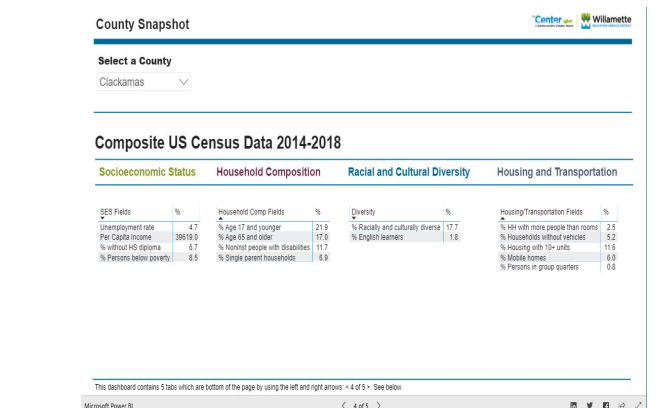 County Snapshot
Center
Willamette
Select a County
Clackamas
Composite US Census Data 2014-2018
Socioeconomic Status
SES Fields %
Unemployment rate 4.7
Per Capita Income 39619.0
% without HS diploma 6.7
% Persons below poverty 8.5
Household Composition
Household Comp Fields %
% Age 17 and younger 21.9
% Age 65 and older 17.0
% Noninst people with disabilities 11.7
% Single parent households 6.9
Racial and Cultural Diversity
Diversity %
% Racially and culturally diverse 17.7
% English learners 1.8
Housing and Transportation
Housing/Transportation Fields %
% HH with more people than rooms 2.5
% Households without vehicles 5.2
% Housing with 10+ units 11.6
% Mobile homes 6.0
% Persons in group quarters 0.8
This dashboard contains 5 tabs which are bottom of the page by using the left and right arrows: < 4 of 5 >. See below.
Microsoft Power BI
< 4 of 5 >